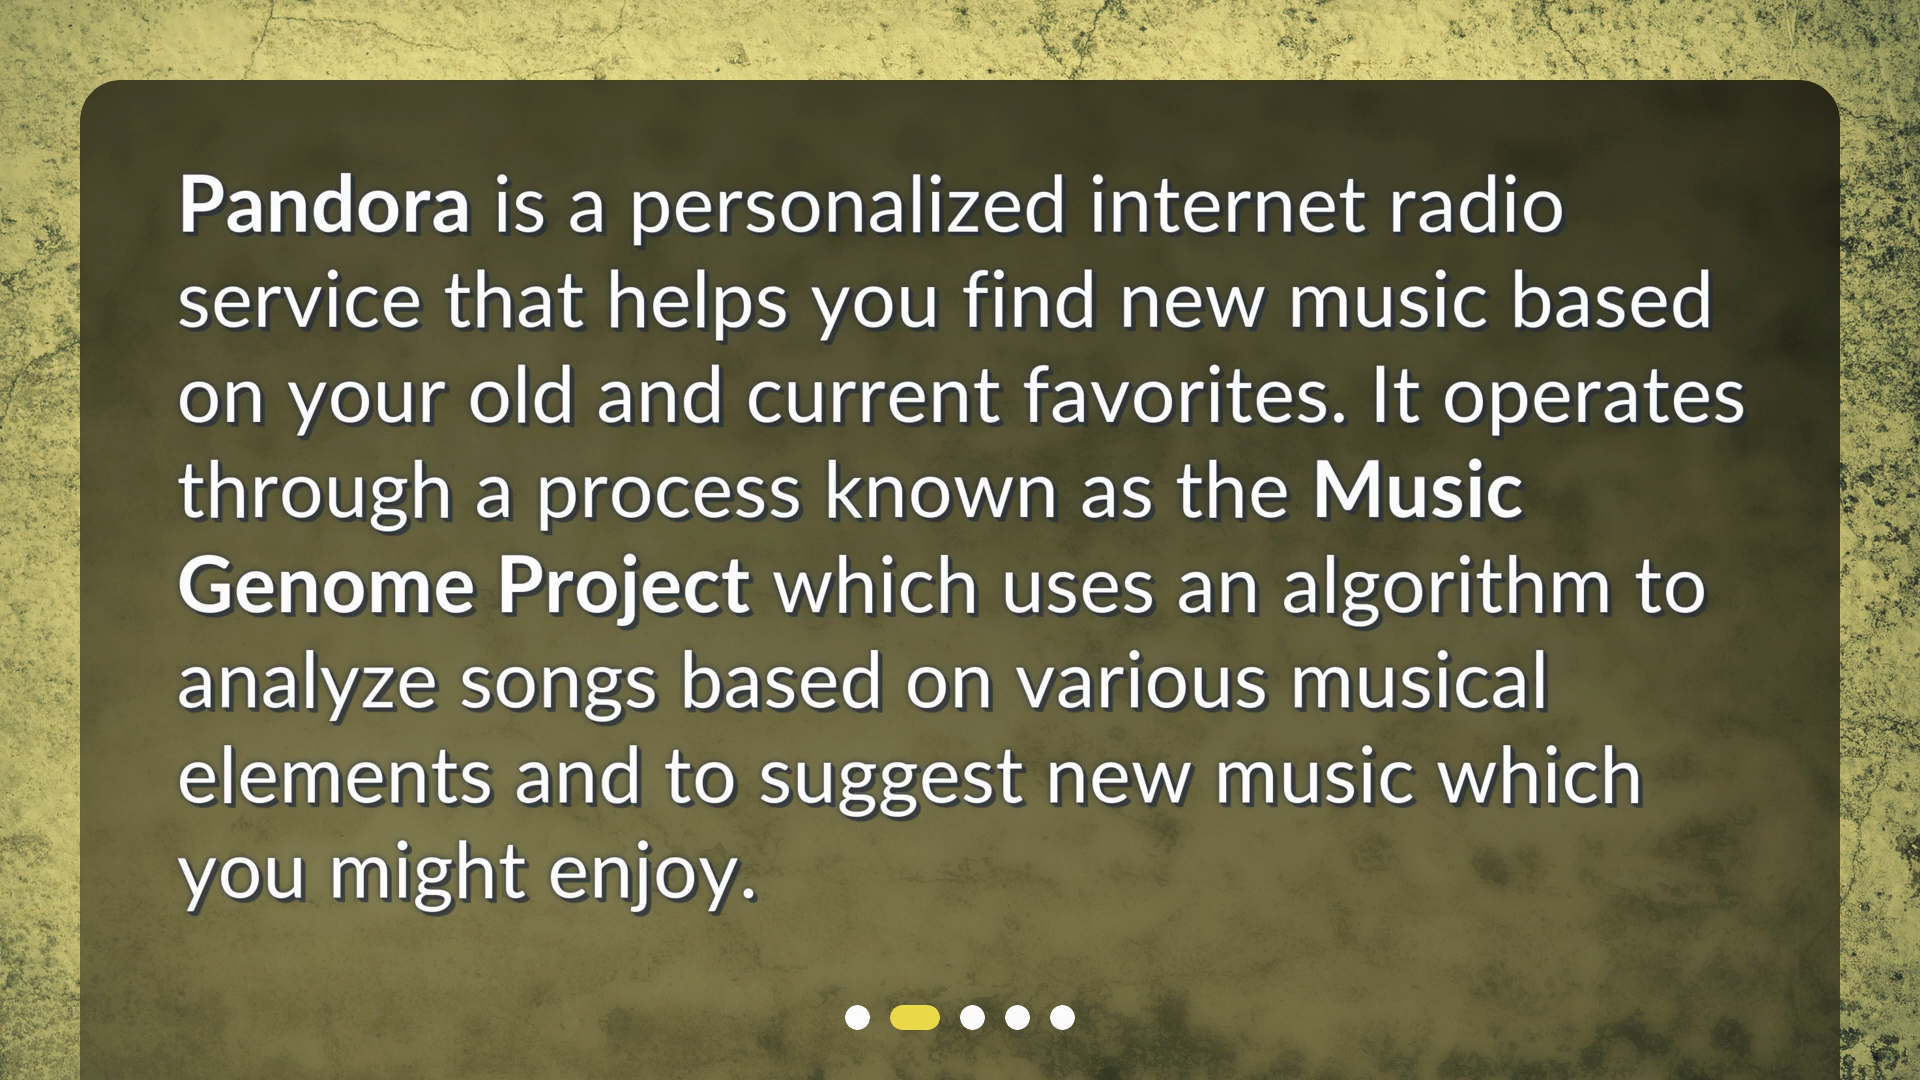 Pandora is a personalized internet radio
service that helps you find new music based
on your old and current favorites. It operates
through a process known as the Music
Genome Project which uses an algorithm to
analyze songs based on various musical
elements and to suggest new music which
you might enjoy.